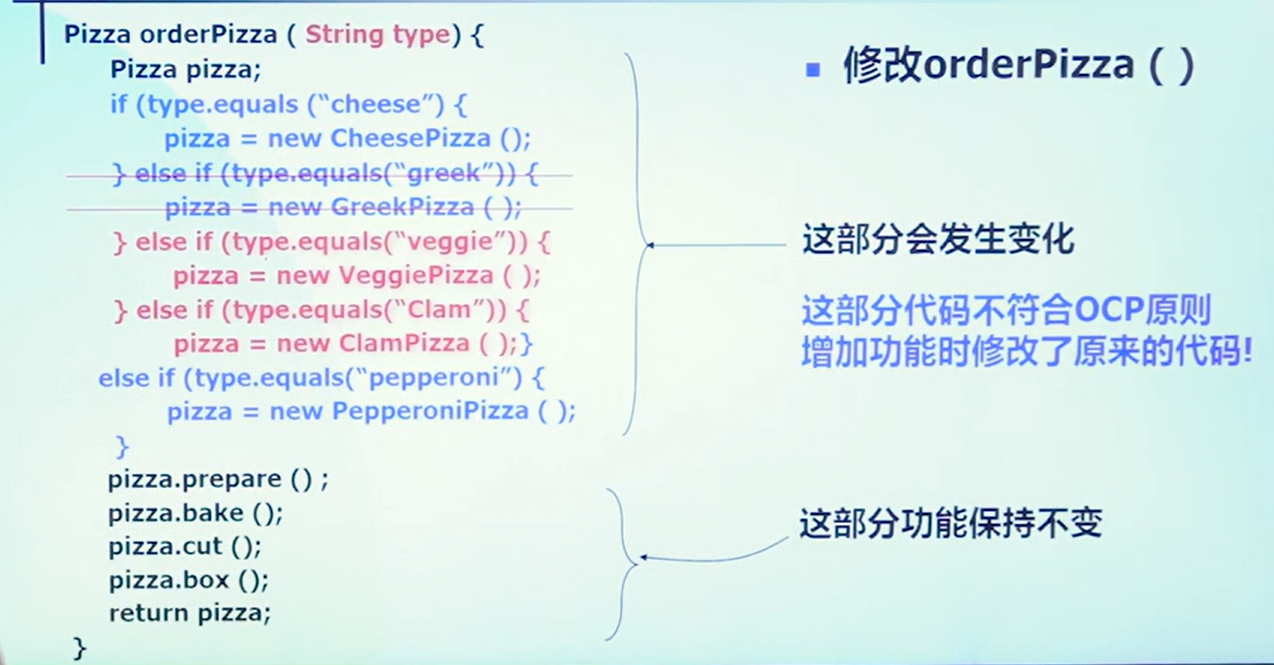 Pizza orderPizza ( String type) {
Pizza pizza;
if (type.equals (“cheese”) {
pizza = new CheesePizza ();
} else if (type.equals(“greek”)) {
pizza = new GreekPizza ( );
} else if (type.equals(“veggie”)) {
pizza = new VeggiePizza ( );
} else if (type.equals(“Clam”)) {
pizza = new ClamPizza ( );}
else if (type.equals(“pepperoni”) {
pizza = new PepperoniPizza ( );
}
pizza.prepare () ;
pizza.bake ();
pizza.cut ();
pizza.box ();
return pizza;
}
▪ 修改orderPizza ( )
这部分会发生变化
这部分代码不符合OCP原则
增加功能时修改了原来的代码!
这部分功能保持不变